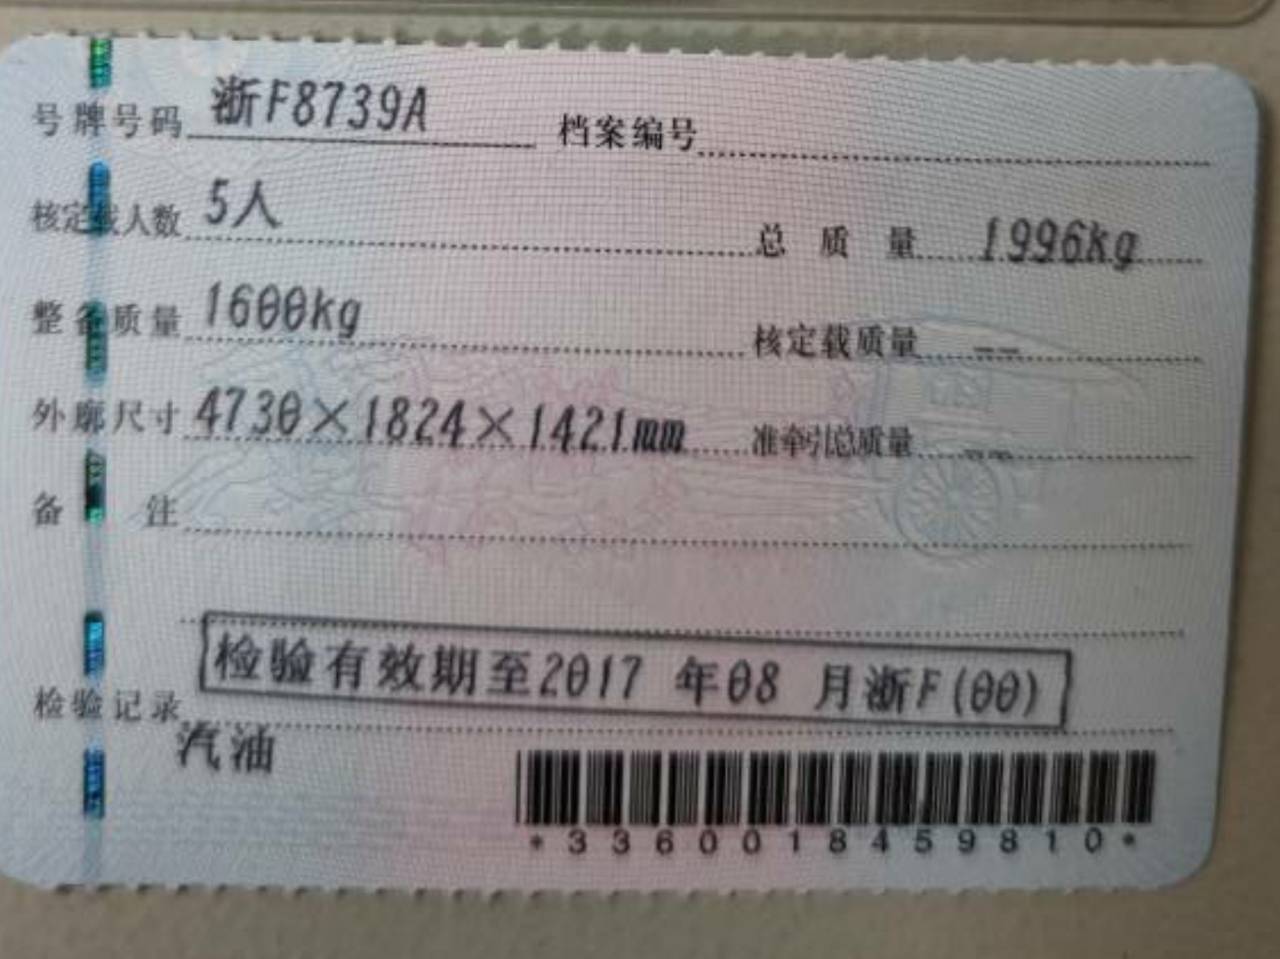 号牌号码 浙F8739A 档案编号
核定载人数 5人 总质量 1996kg
整备质量 1600kg 核定载质量 --
外廓尺寸 4730×1824×1421mm 准牵引总质量 --
备注
检验记录 检验有效期至2017 年08 月浙F(00)
汽油
*3360018459810*